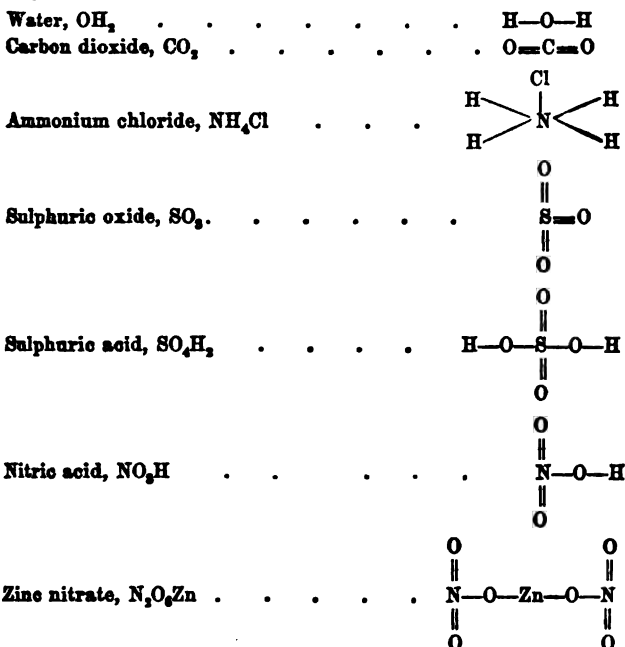 Water, OH₂ . . . . . . . H—O—H
Carbon dioxide, CO₂ . . . . . . O=C=O
Cl
H H
Ammonium chloride, NH₄Cl . . . N
H H
O
Sulphuric oxide, SO₃. . . . . . S=O
O
O
Sulphuric acid, SO₄H₂ . . . . H—O—S—O—H
O
O
Nitric acid, NO₃H . . . . . N—O—H
O
O O
Zinc nitrate, N₂O₆Zn . . . . . N—O—Zn—O—N
O O